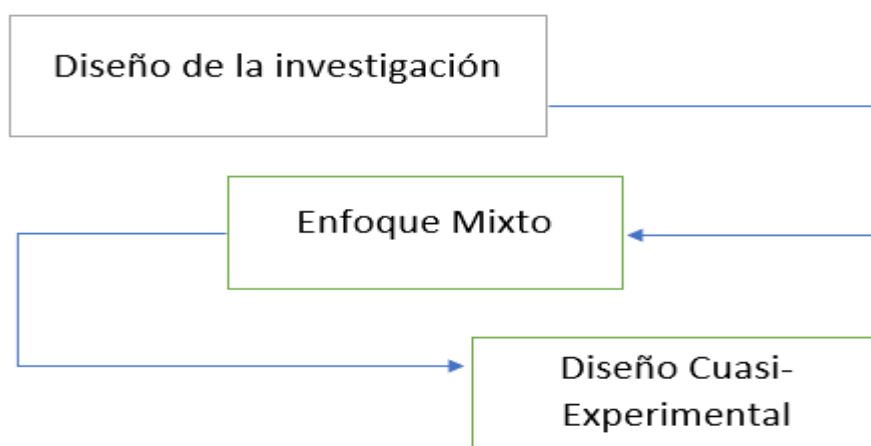 Diseño de la investigación
Enfoque Mixto
Diseño Cuasi-
Experimental